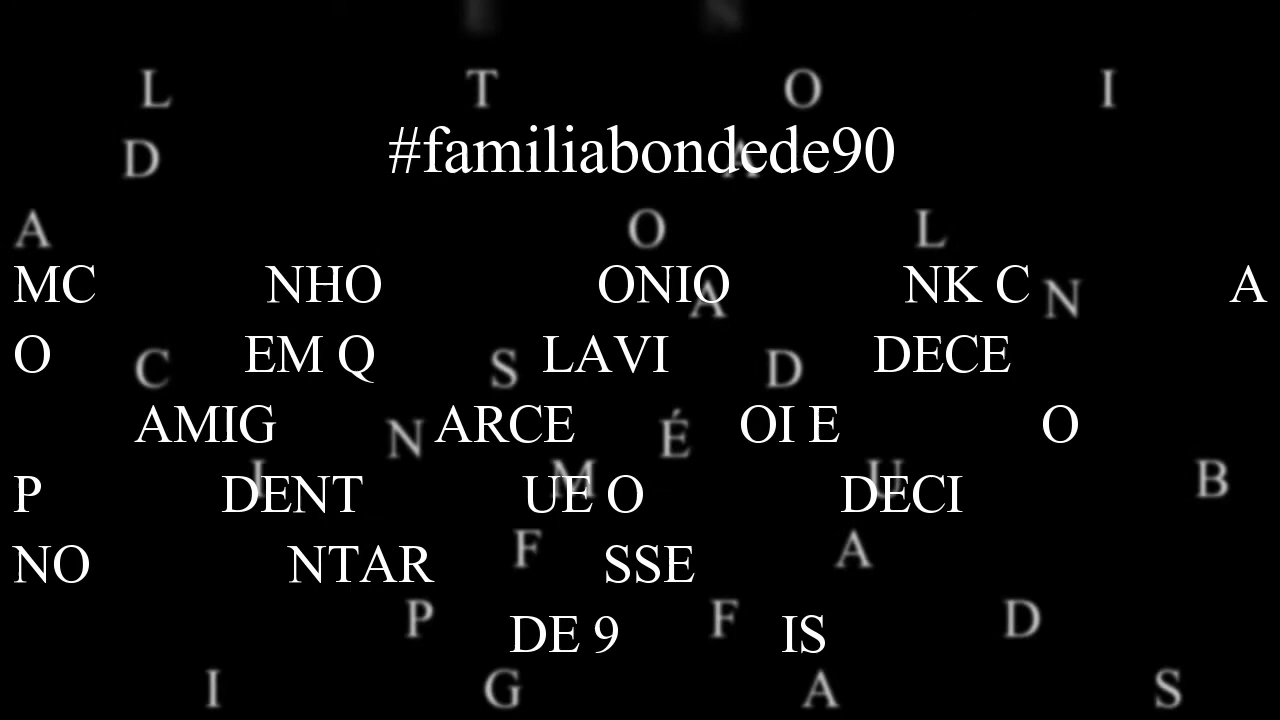 E N
L T O I
#familiabondede90
D A
A O L
MC NHO ONIO NK C A
A N
O EM Q LAVI DECE
C S D
AMIG ARCE OI E O
N É
I M U B
P DENT UE O DECI
F A
NO NTAR SSE
P F D
DE 9 IS
I G A S